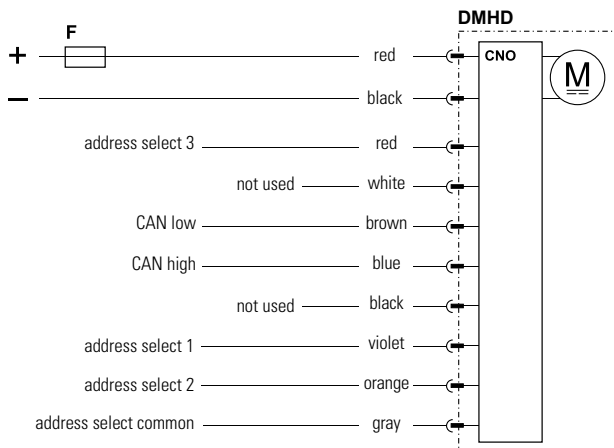 DMHD
F
+ red CNO
M
− black
address select 3 red
not used white
CAN low brown
CAN high blue
not used black
address select 1 violet
address select 2 orange
address select common gray